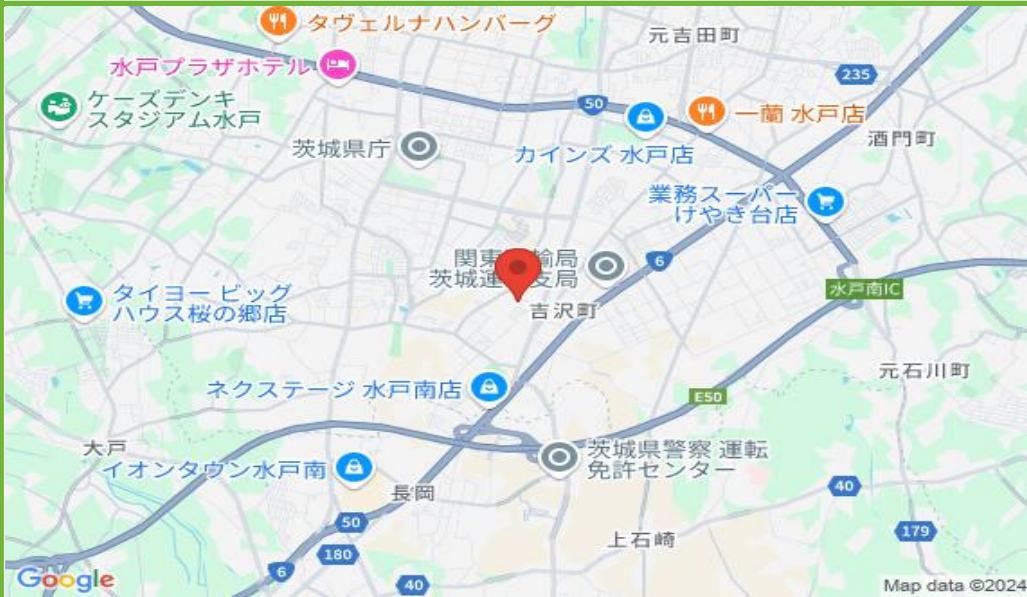 タヴェルナハンバーグ
元吉田町
水戸プラザホテル
235
ケーズデンキ
スタジアム水戸
50
一蘭 水戸店
茨城県庁
カインズ 水戸店
酒門町
業務スーパー
けやき台店
関東
輸局
茨城運
支局
6
水戸南IC
タイヨー ビッグ
ハウス桜の郷店
吉沢町
元石川町
ネクステージ 水戸南店
E50
大戸
茨城県警察 運転
免許センター
イオンタウン水戸南
長岡
40
50
上石崎
179
180
6
40
Google
Map data ©2024